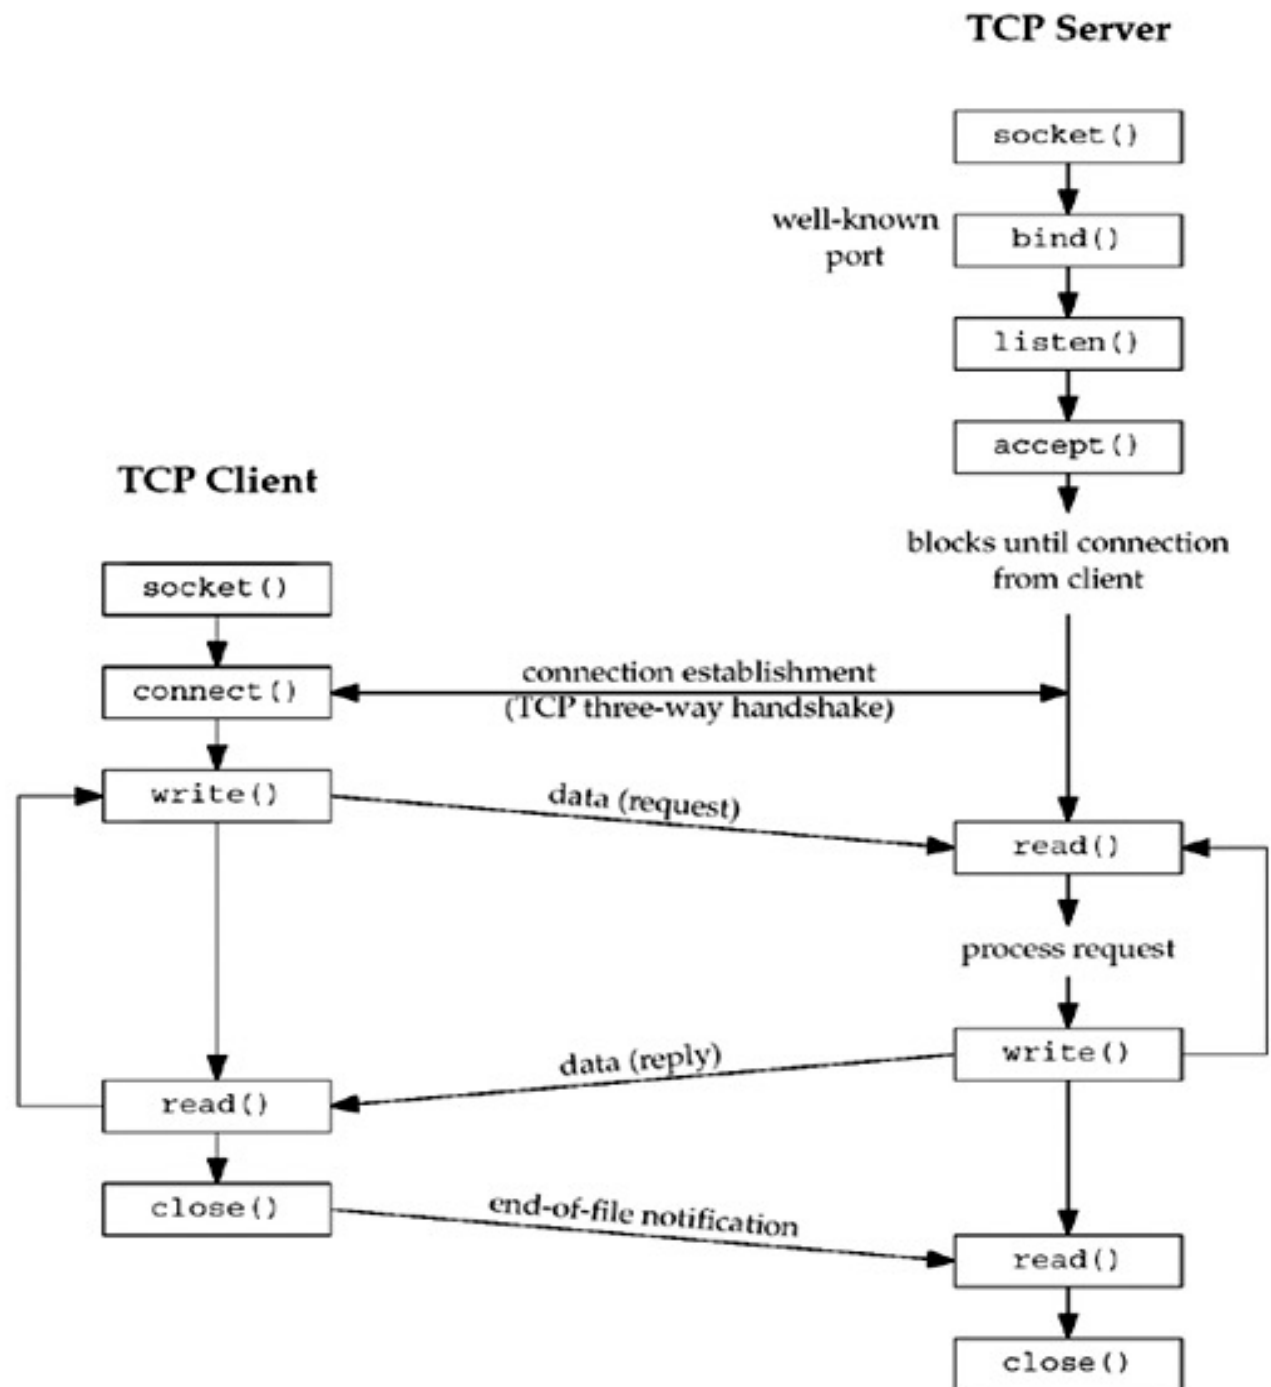 TCP Server
socket()
well-known
port
bind()
listen()
accept()
blocks until connection
from client
TCP Client
socket()
connect()
connection establishment
(TCP three-way handshake)
write()
data (request)
read()
process request
write()
data (reply)
read()
close()
end-of-file notification
read()
close()